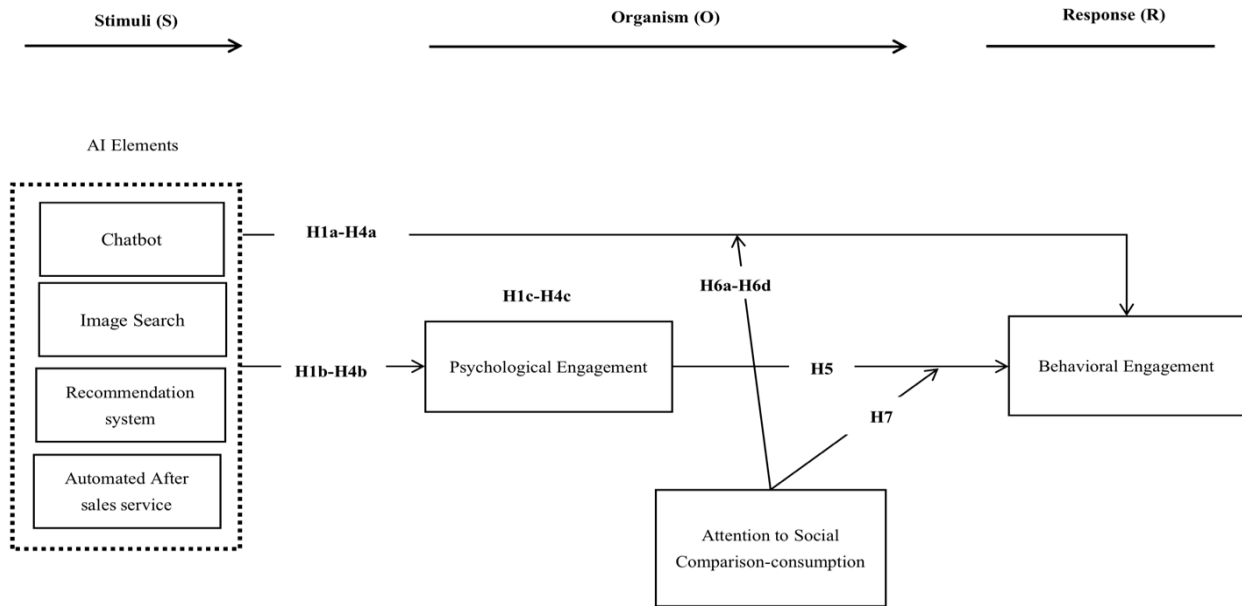 Stimuli (S)
Organism (O)
Response (R)
AI Elements
Chatbot
Image Search
Recommendation
system
Automated After
sales service
H1a-H4a
H1b-H4b
H1c-H4c
Psychological Engagement
H6a-H6d
H5
H7
Behavioral Engagement
Attention to Social
Comparison-consumption